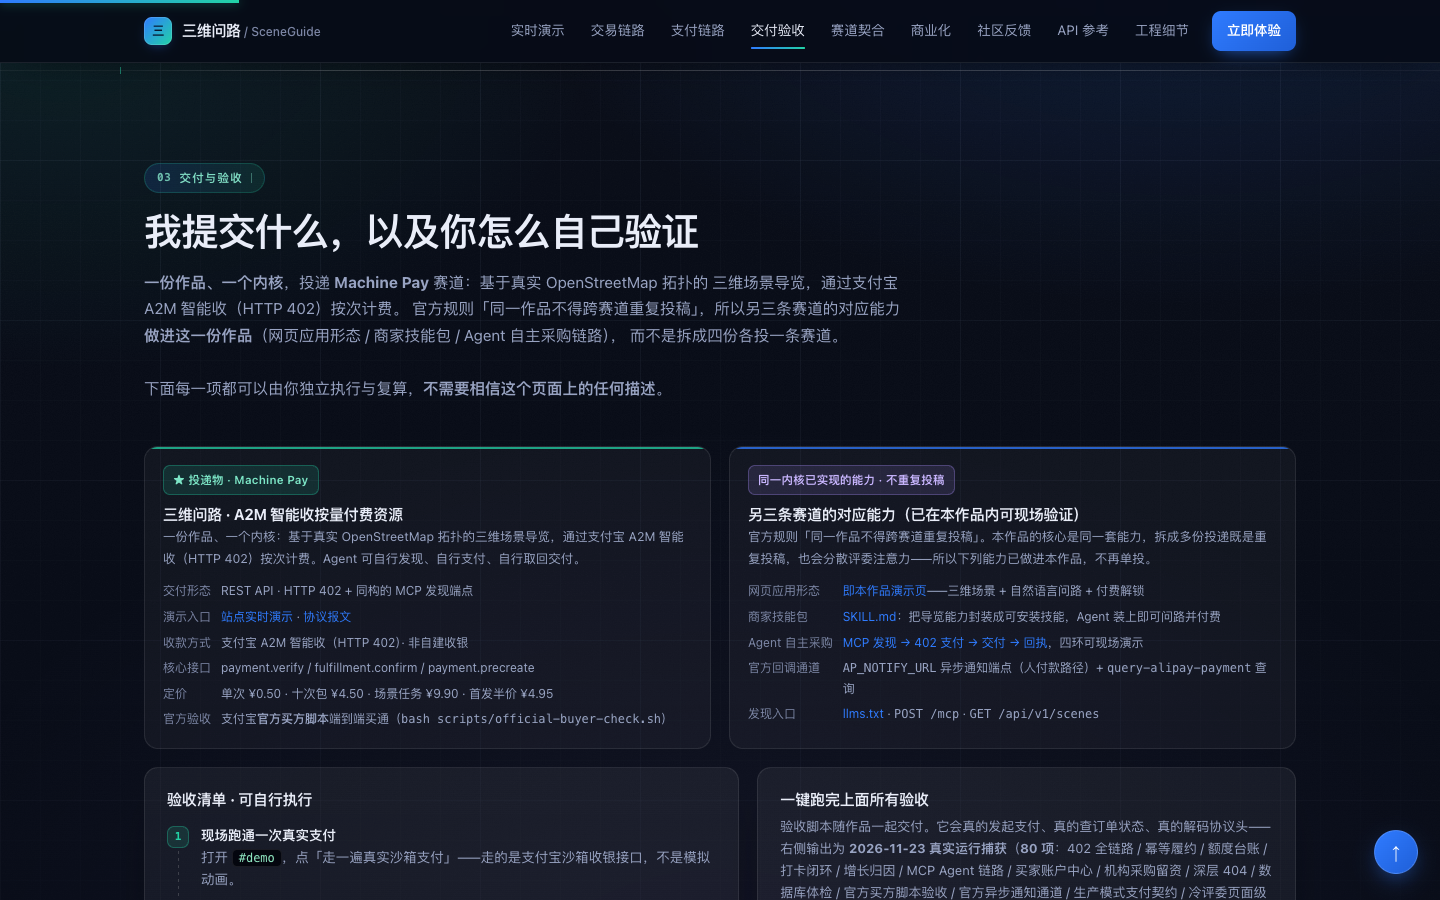 三 三维问路 / SceneGuide 实时演示 交易链路 支付链路 交付验收 赛道契合 商业化 社区反馈 API 参考 工程细节 立即体验
03 交付与验收
我提交什么，以及你怎么自己验证
一份作品、一个内核，投递 Machine Pay 赛道：基于真实 OpenStreetMap 拓扑的 三维场景导览，通过支付宝
A2M 智能收（HTTP 402）按次计费。 官方规则「同一作品不得跨赛道重复投稿」，所以另三条赛道的对应能力
做进这一份作品（网页应用形态 / 商家技能包 / Agent 自主采购链路）， 而不是拆成四份各投一条赛道。
下面每一项都可以由你独立执行与复算，不需要相信这个页面上的任何描述。
★ 投递物 · Machine Pay
三维问路 · A2M 智能收按量付费资源
一份作品、一个内核：基于真实 OpenStreetMap 拓扑的三维场景导览，通过支付宝 A2M 智能
收（HTTP 402）按次计费。Agent 可自行发现、自行支付、自行取回交付。
交付形态 REST API · HTTP 402 + 同构的 MCP 发现端点
演示入口 站点实时演示 · 协议报文
收款方式 支付宝 A2M 智能收（HTTP 402）· 非自建收银
核心接口 payment.verify / fulfillment.confirm / payment.precreate
定价 单次 ¥0.50 · 十次包 ¥4.50 · 场景任务 ¥9.90 · 首发半价 ¥4.95
官方验收 支付宝官方买方脚本端到端买通（bash scripts/official-buyer-check.sh）
同一内核已实现的能力 · 不重复投稿
另三条赛道的对应能力（已在本作品内可现场验证）
官方规则「同一作品不得跨赛道重复投稿」。本作品的核心是同一套能力，拆成多份投递既是重
复投稿，也会分散评委注意力——所以下列能力已做进本作品，不再单投。
网页应用形态 即本作品演示页——三维场景 + 自然语言问路 + 付费解锁
商家技能包 SKILL.md：把导览能力封装成可安装技能，Agent 装上即可问路并付费
Agent 自主采购 MCP 发现 → 402 支付 → 交付 → 回执，四环可现场演示
官方回调通道 AP_NOTIFY_URL 异步通知端点（人付款路径）+ query-alipay-payment 查
询
发现入口 llms.txt · POST /mcp · GET /api/v1/scenes
验收清单 · 可自行执行
1 现场跑通一次真实支付
打开 #demo，点「走一遍真实沙箱支付」——走的是支付宝沙箱收银接口，不是模拟
动画。
一键跑完上面所有验收
验收脚本随作品一起交付。它会真的发起支付、真的查订单状态、真的解码协议头——
右侧输出为 2026-11-23 真实运行捕获（80 项：402 全链路 / 幂等履约 / 额度台账 /
打卡闭环 / 增长归因 / MCP Agent 链路 / 买家账户中心 / 机构采购留资 / 深层 404 / 数
据库体检 / 官方买方脚本验收 / 官方异步通知通道 / 生产模式支付契约 / 冷评委页面级
↑